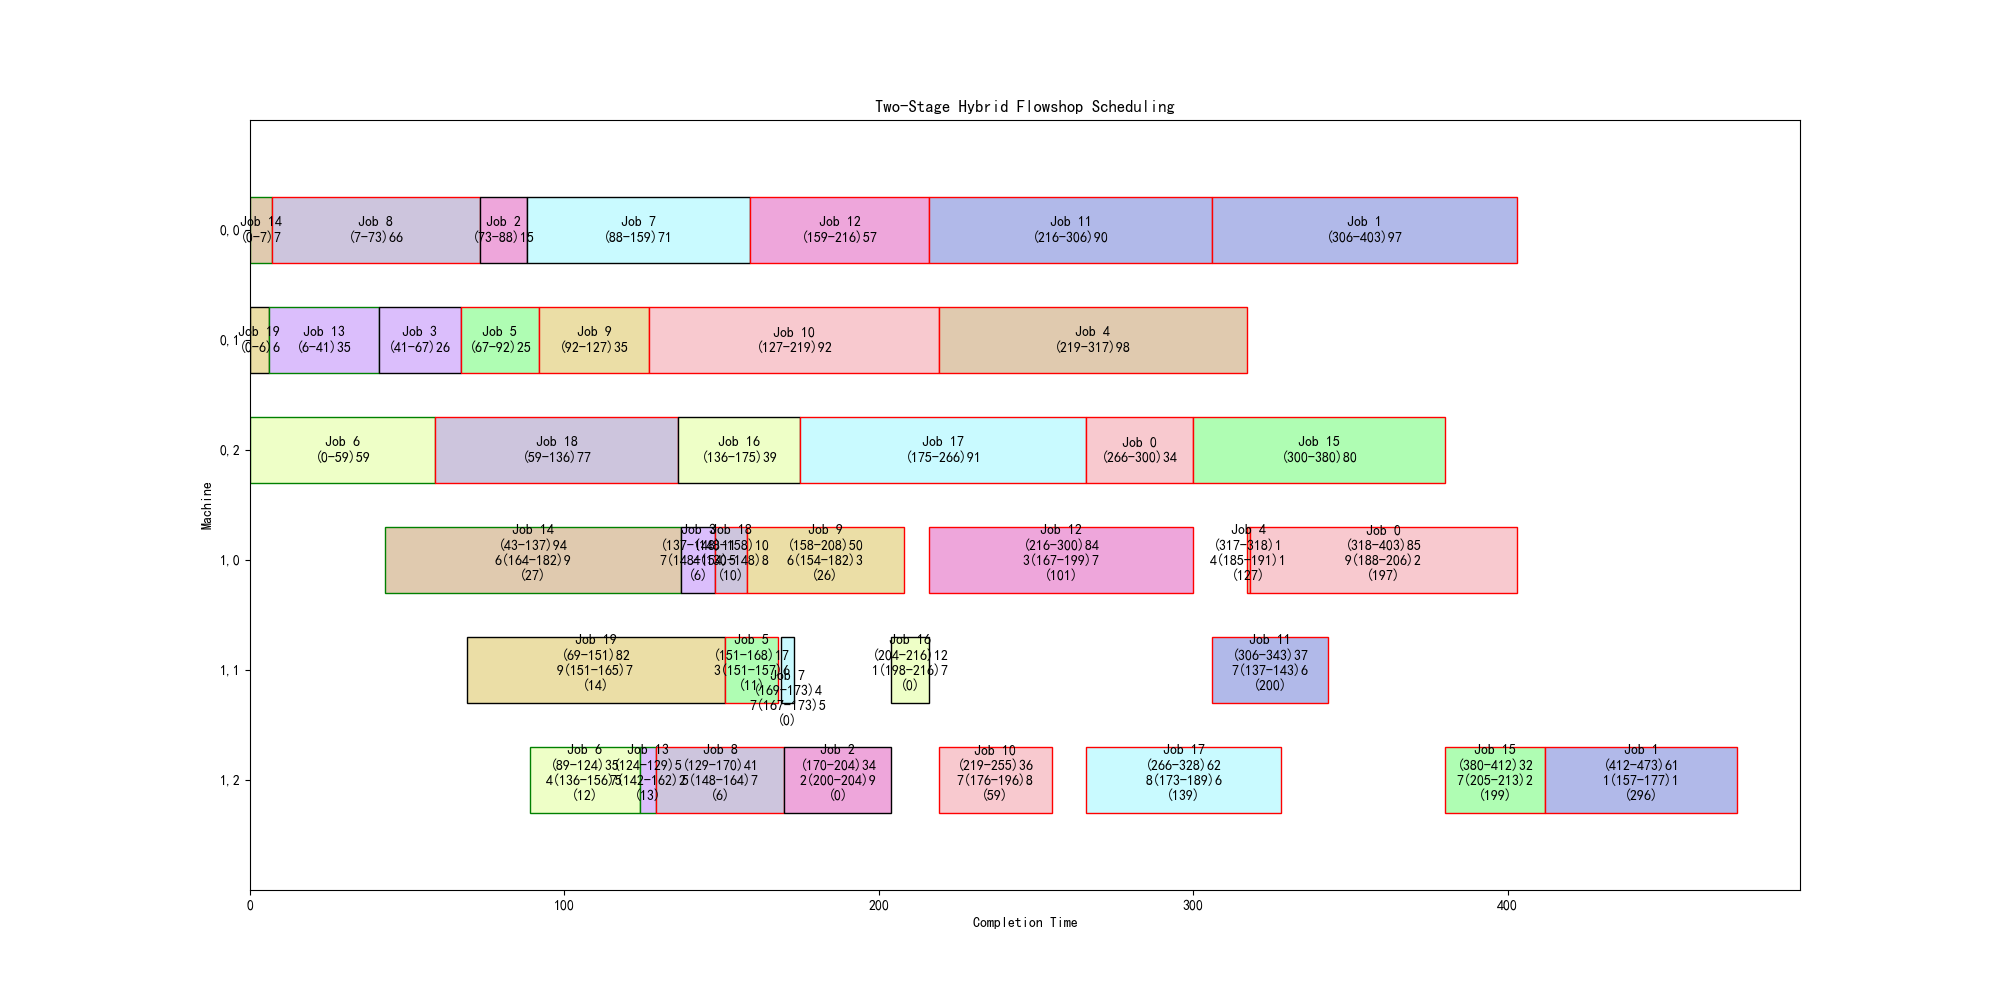 Two-Stage Hybrid Flowshop Scheduling
Machine
0,0
Job 14
(0-7)7
Job 8
(7-73)66
Job 2
(73-88)15
Job 7
(88-159)71
Job 12
(159-216)57
Job 11
(216-306)90
Job 1
(306-403)97
0,1
Job 19
(0-6)6
Job 13
(6-41)35
Job 3
(41-67)26
Job 5
(67-92)25
Job 9
(92-127)35
Job 10
(127-219)92
Job 4
(219-317)98
0,2
Job 6
(0-59)59
Job 18
(59-136)77
Job 16
(136-175)39
Job 17
(175-266)91
Job 0
(266-300)34
Job 15
(300-380)80
1,0
Job 14
(43-137)94
6(164-182)9
(27)
Job 3
(137-148)11
(6)
Job 18
(148-158)10
(10)
Job 9
(158-208)50
6(154-182)3
(26)
Job 12
(216-300)84
3(167-199)7
(101)
Job 4
(317-318)1
4(185-191)1
(127)
Job 0
(318-403)85
9(188-206)2
(197)
1,1
Job 19
(69-151)82
9(151-165)7
(14)
Job 5
(151-168)17
3(151-157)6
(11)
Job 7
(169-173)4
7(167-173)5
(0)
Job 16
(204-216)12
1(198-216)7
(0)
Job 11
(306-343)37
7(137-143)6
(200)
1,2
Job 6
(89-124)35
4(136-156)5
(12)
Job 13
(124-129)5
(13)
Job 8
(129-170)41
(6)
Job 2
(170-204)34
2(200-204)9
(0)
Job 10
(219-255)36
7(176-196)8
(59)
Job 17
(266-328)62
8(173-189)6
(139)
Job 15
(380-412)32
7(205-213)2
(199)
Job 1
(412-473)61
1(157-177)1
(296)
0
100
200
300
400
Completion Time